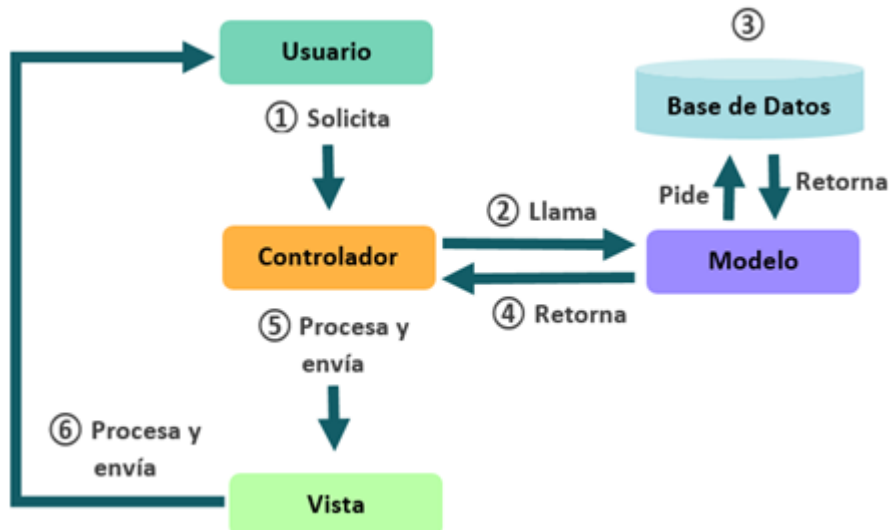 ③
Usuario
Base de Datos
① Solicita
Pide
Retorna
② Llama
Controlador
Modelo
④ Retorna
⑤ Procesa y
envía
⑥ Procesa y
envía
Vista